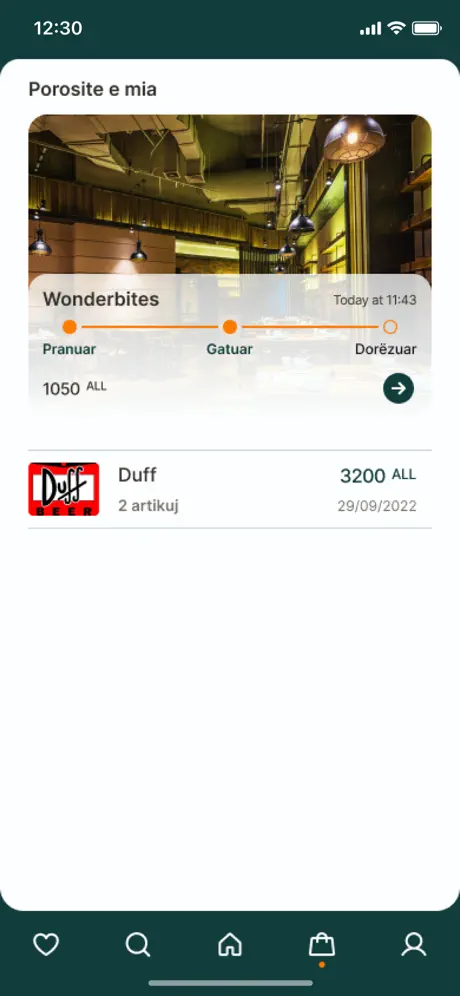 12:30
Porosite e mia
Wonderbites
Today at 11:43
Pranuar
Gatuar
Dorëzuar
1050 ALL
Duff
BEER
Duff
3200 ALL
2 artikuj
29/09/2022